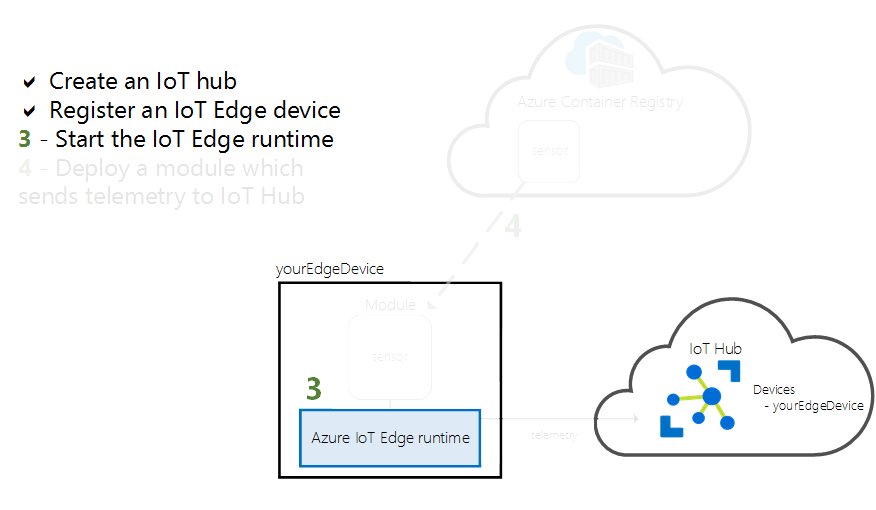 Create an IoT hub
Register an IoT Edge device
3 - Start the IoT Edge runtime
4 - Deploy a module which
sends telemetry to IoT Hub
Azure Container Registry
sensor
4
yourEdgeDevice
Module
sensor
3
Azure IoT Edge runtime
telemetry
IoT Hub
Devices
- yourEdgeDevice